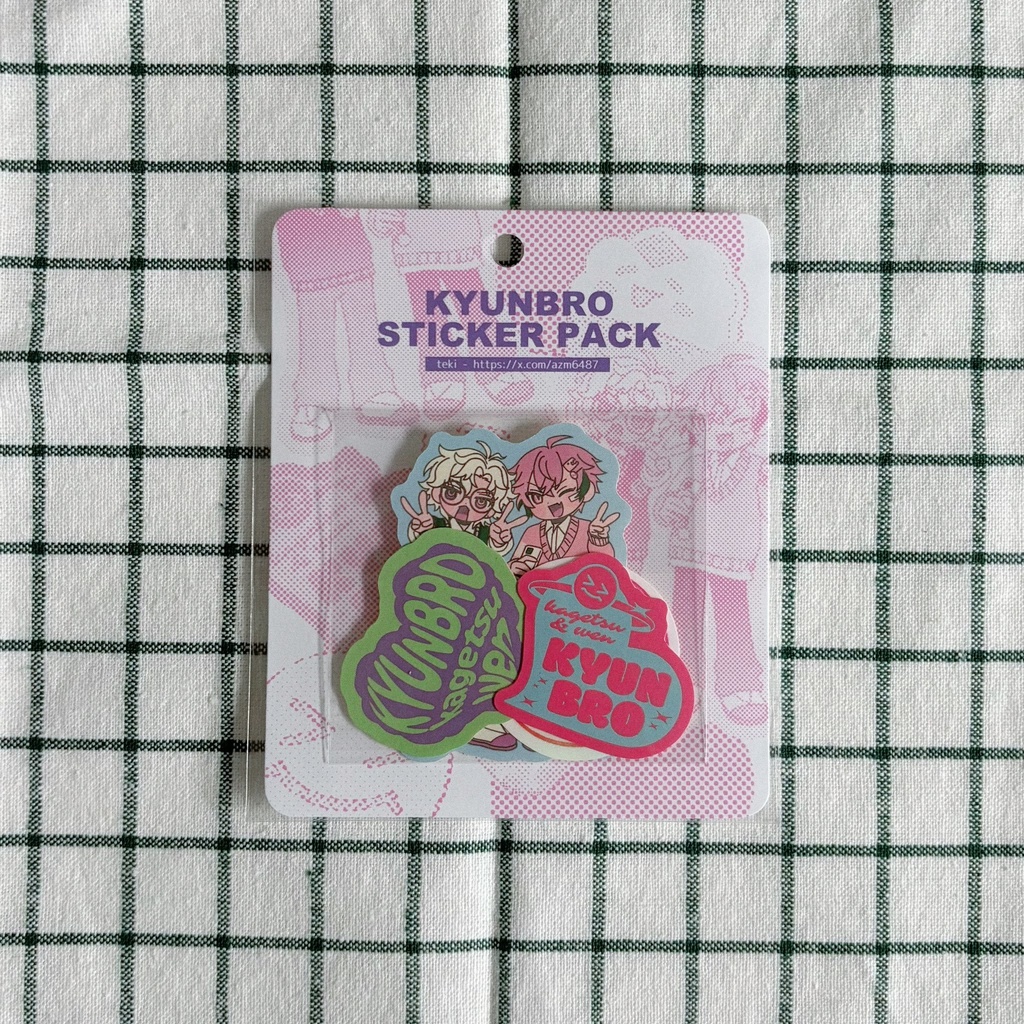 KYUNBRO
STICKER PACK
teki - https://x.com/azm6487
KYUNBRO
kagetsu
wen
kagetsu
& wen
KYUN
BRO